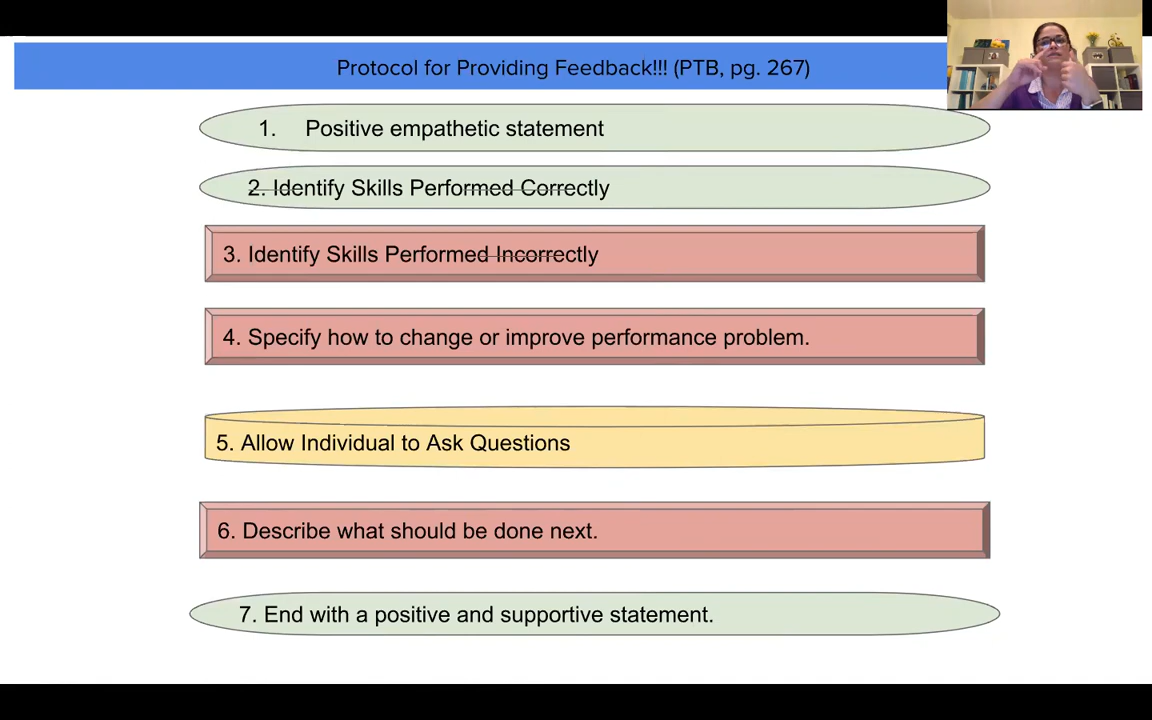 Protocol for Providing Feedback!!! (PTB, pg. 267)
1. Positive empathetic statement
2. Identify Skills Performed Correctly
3. Identify Skills Performed Incorrectly
4. Specify how to change or improve performance problem.
5. Allow Individual to Ask Questions
6. Describe what should be done next.
7. End with a positive and supportive statement.